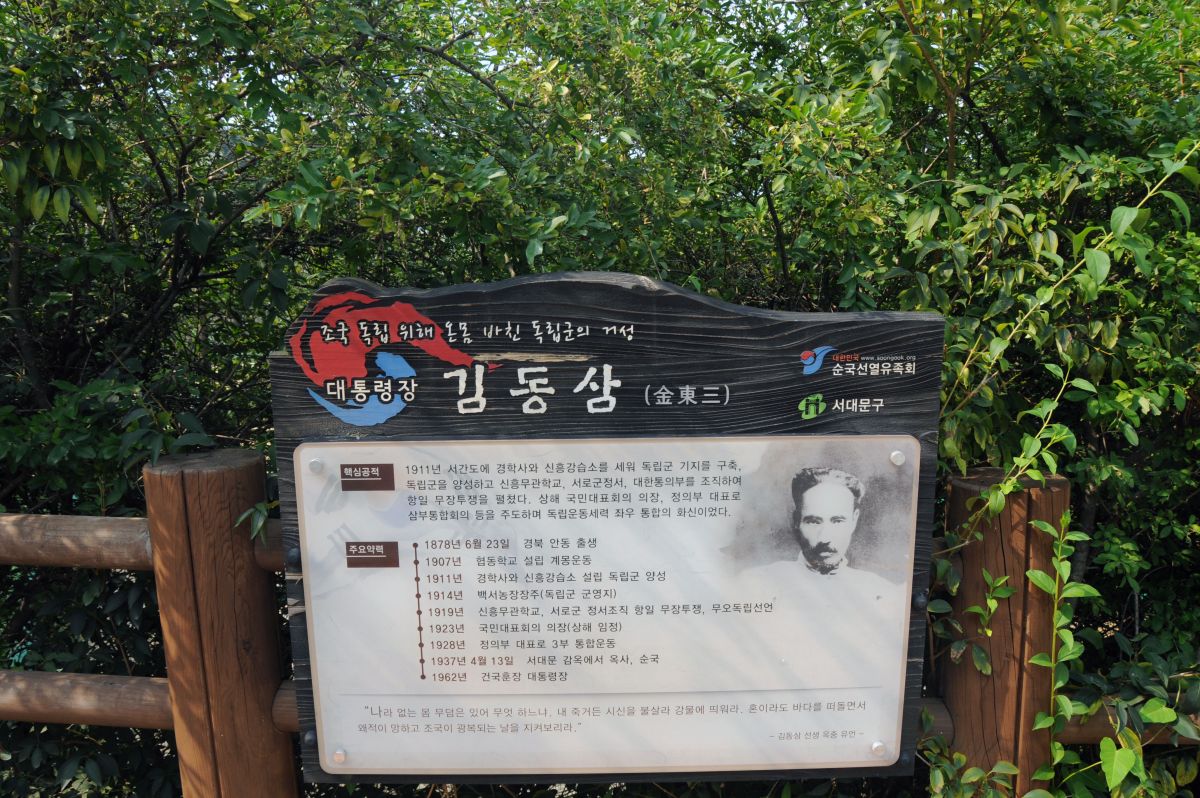 조국 독립 위해 온몸 바친 독립군의 거성
대통령장 김동삼 (金東三)
대한민국 www.soongook.org
순국선열유족회
서대문구
핵심공적
1911년 서간도에 경학사와 신흥강습소를 세워 독립군 기지를 구축,
독립군을 양성하고 신흥무관학교, 서로군정서, 대한통의부를 조직하여
항일 무장투쟁을 펼쳤다. 상해 국민대표회의 의장, 정의부 대표로
삼부통합회의 등을 주도하며 독립운동세력 좌우 통합의 화신이었다.
주요약력
1878년 6월 23일 경북 안동 출생
1907년 협동학교 설립 계몽운동
1911년 경학사와 신흥강습소 설립 독립군 양성
1914년 백서농장장주(독립군 군영지)
1919년 신흥무관학교, 서로군 정서조직 항일 무장투쟁, 무오독립선언
1923년 국민대표회의 의장(상해 임정)
1928년 정의부 대표로 3부 통합운동
1937년 4월 13일 서대문 감옥에서 옥사, 순국
1962년 건국훈장 대통령장
"나라 없는 몸 무덤은 있어 무엇 하느냐, 내 죽거든 시신을 불살라 강물에 띄워라. 혼이라도 바다를 떠돌면서
왜적이 망하고 조국이 광복되는 날을 지켜보리라."
- 김동삼 선생 옥중 유언 -